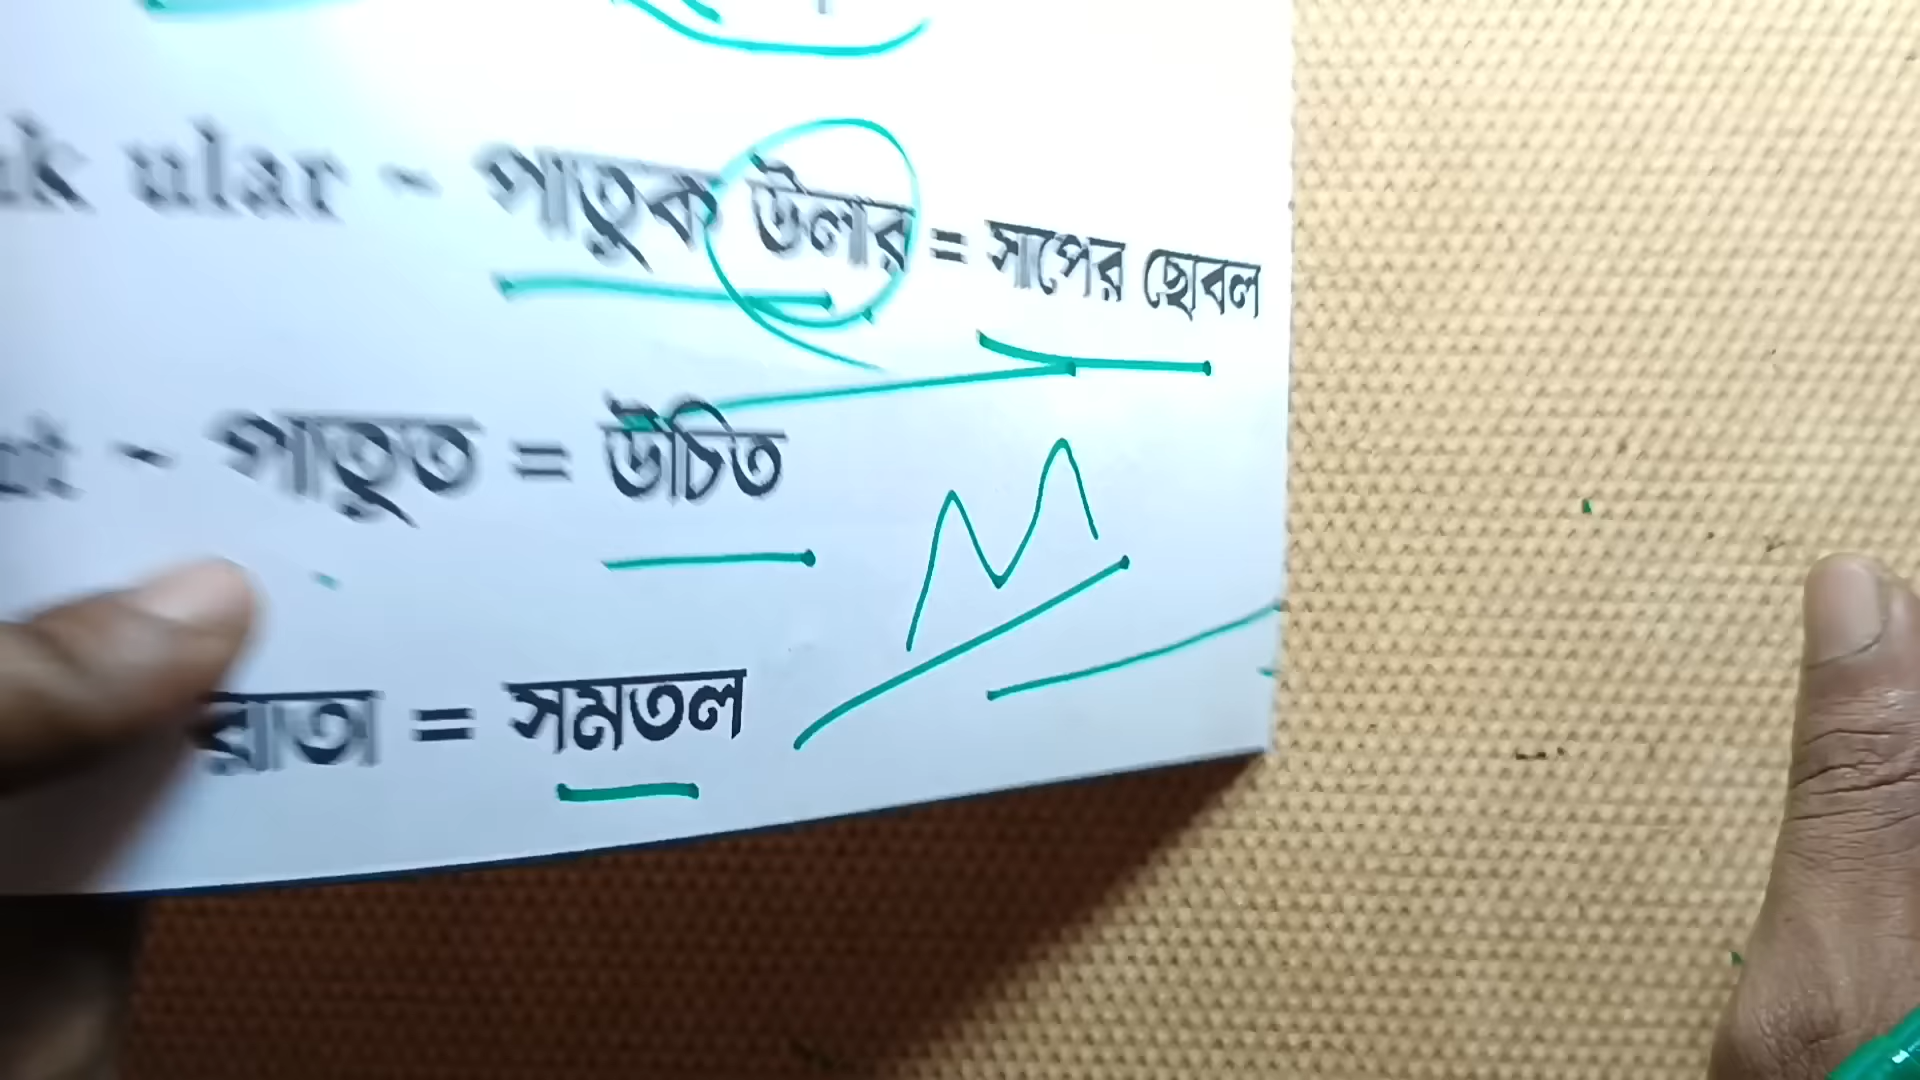 ular ~ পাতুক উলার = সাপের ছোবল
~ পাতুত = উচিত
রাতা = সমতল